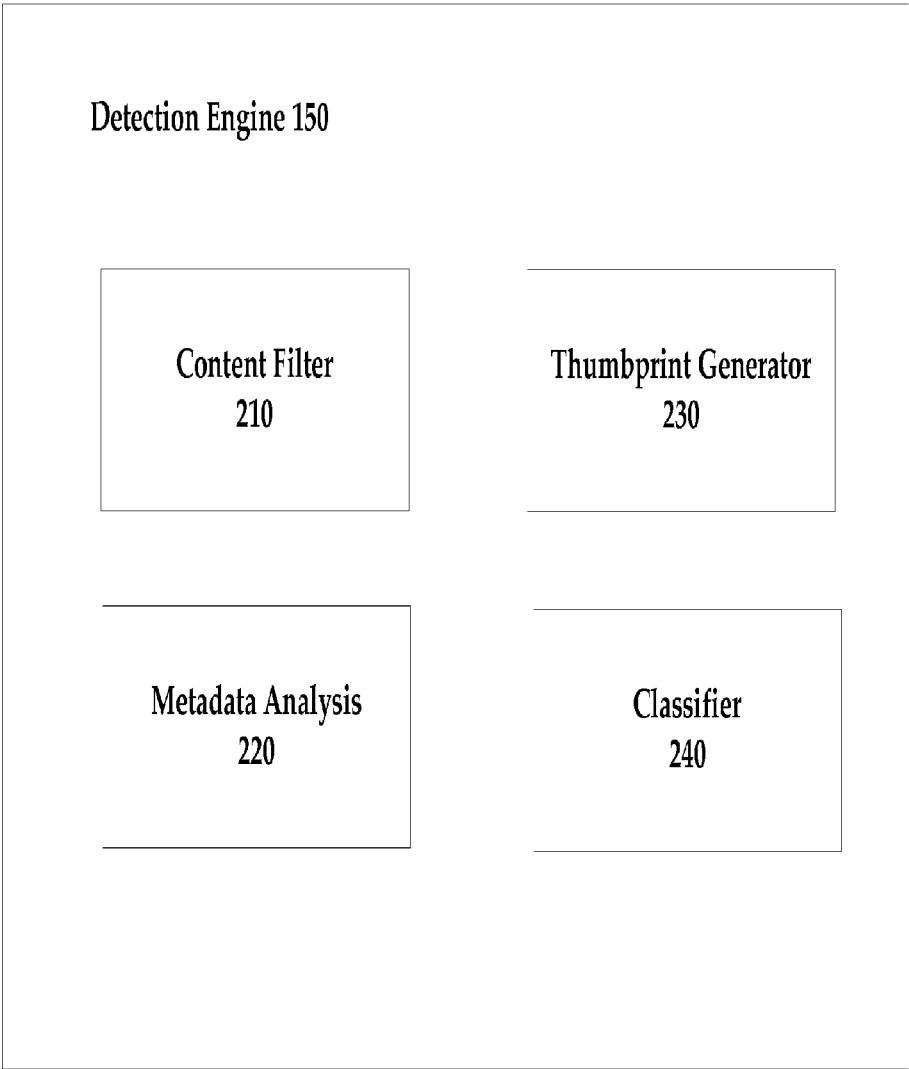 Detection Engine 150
Content Filter
210
Thumbprint Generator
230
Metadata Analysis
220
Classifier
240